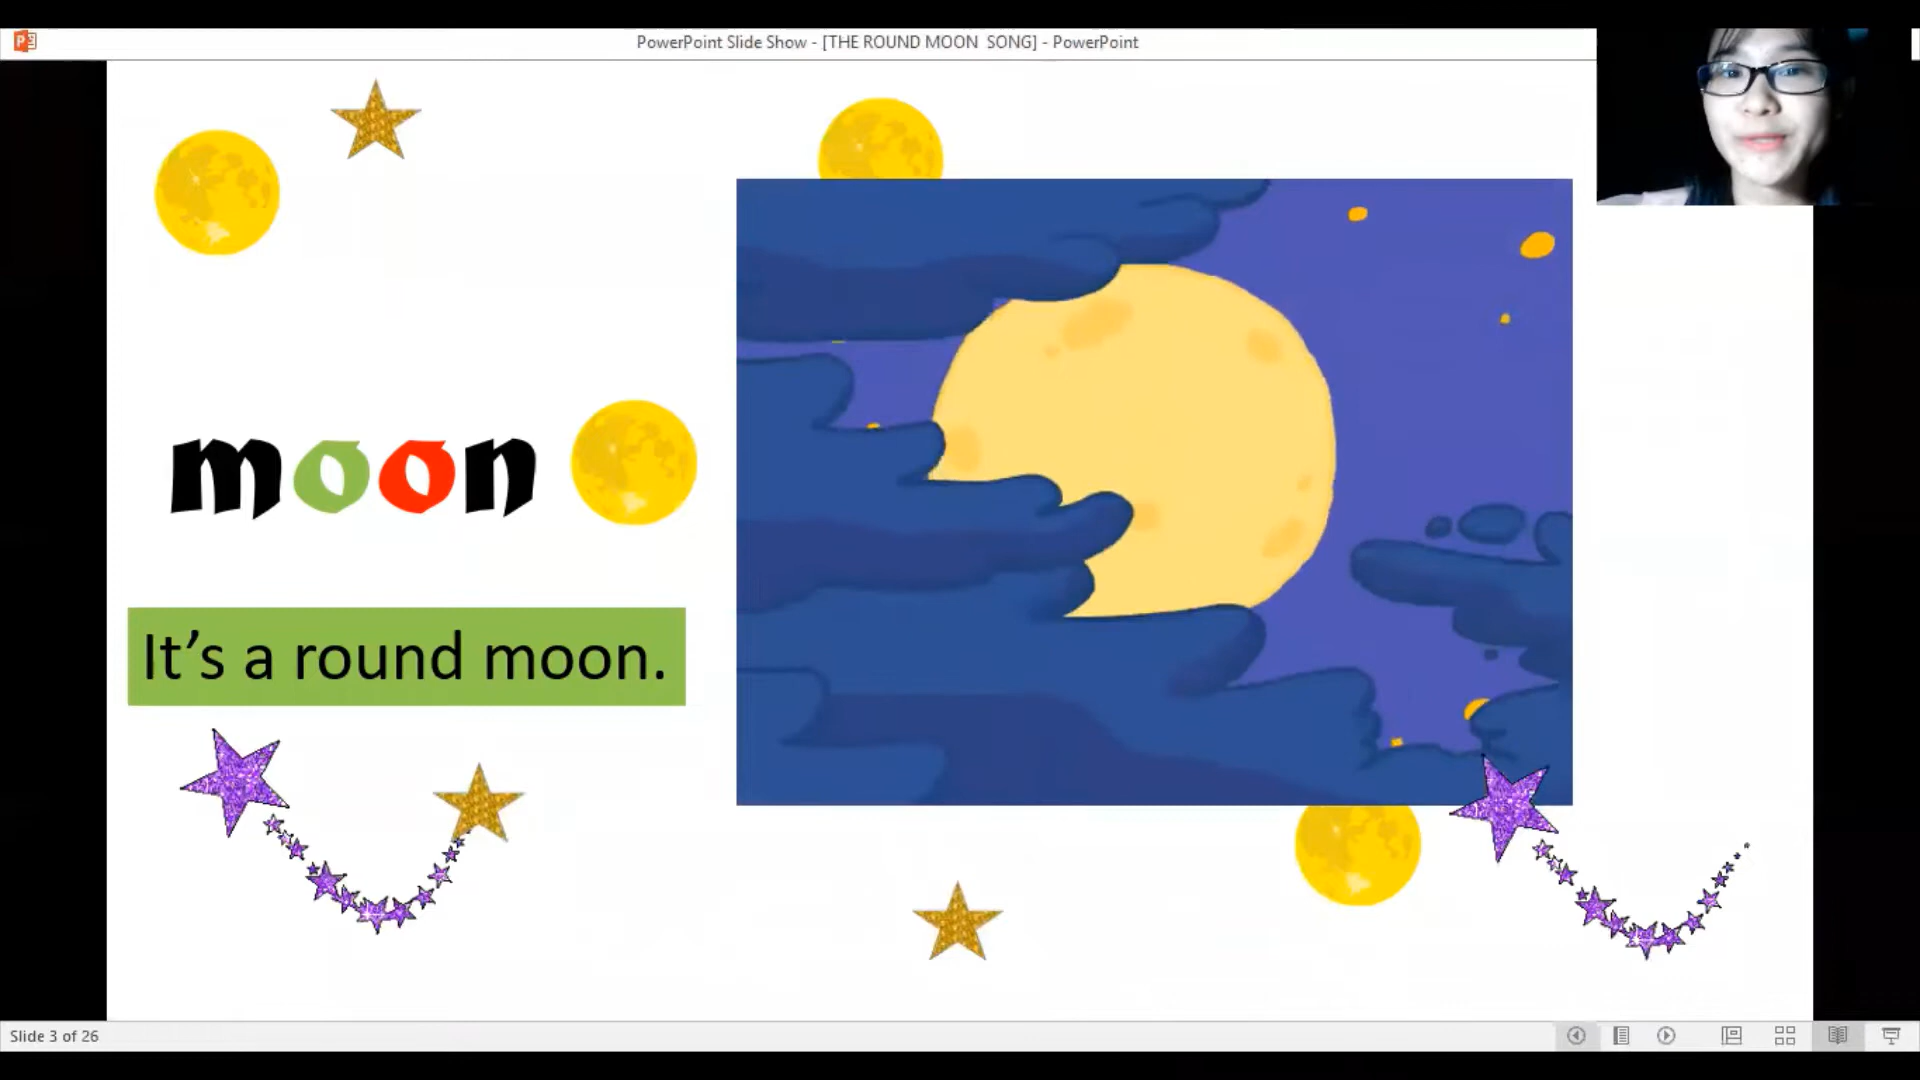 PowerPoint Slide Show - [THE ROUND MOON SONG] - PowerPoint
moon
It's a round moon.
Slide 3 of 26